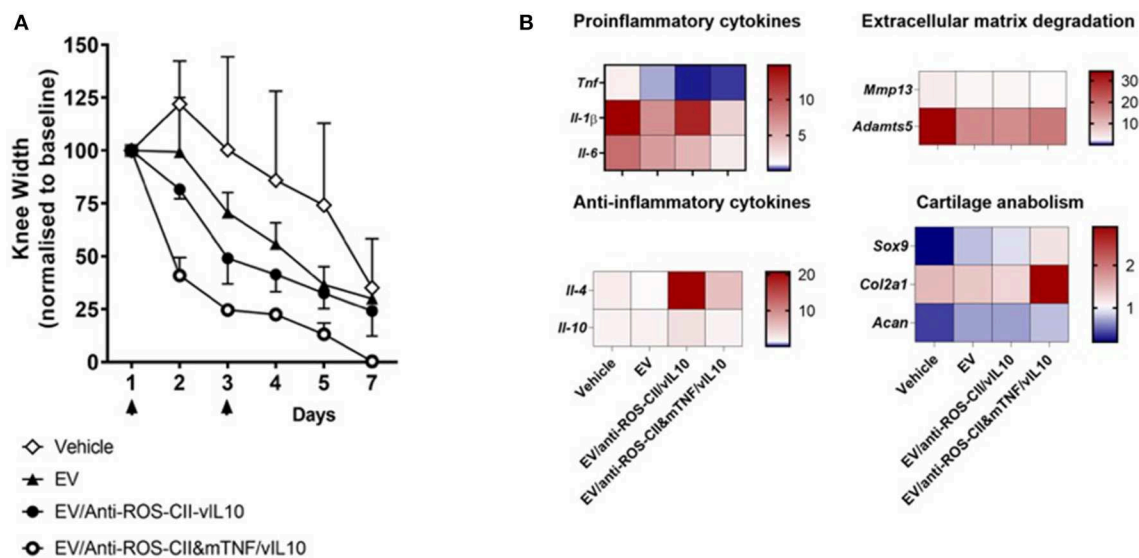 A
150
125
100
75
50
25
0
Knee Width
(normalised to baseline)
1 2 3 4 5 7
Days
Vehicle
EV
EV/Anti-ROS-CII-vIL10
EV/Anti-ROS-CII&mTNF/vIL10
B
Proinflammatory cokines
Tnf
Il-1β
Il-6
10
5
Extracellular matrix degradation
Mmp13
Adamts5
30
20
10
Anti-inflammatory cytokines
Il-4
Il-10
20
10
Vehicle
EV
EV/anti-ROS-CII/vIL10
EV/anti-ROS-CII&mTNF/vIL10
Cartilage anabolism
Sox9
Col2a1
Acan
2
1
Vehicle
EV
EV/anti-ROS-CII/vIL10
EV/anti-ROS-CII&mTNF/vIL10